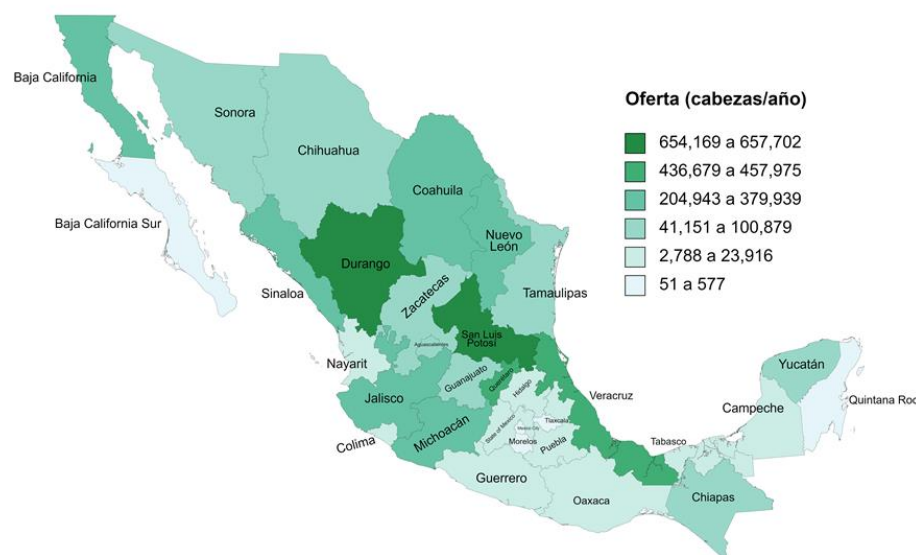 Baja California
Sonora
Chihuahua
Coahuila
Baja California Sur
Nuevo
León
Durango
Sinaloa
Zacatecas
Tamaulipas
San Luis
Potosí
Nayarit
Aguascalientes
Guanajuato
Querétaro
Hidalgo
Jalisco
Veracruz
Yucatán
Campeche
Quintana Roo
Colima
Michoacán
State of Mexico
Mexico City
Tlaxcala
Morelos
Puebla
Tabasco
Guerrero
Oaxaca
Chiapas
Oferta (cabezas/año)
654,169 a 657,702
436,679 a 457,975
204,943 a 379,939
41,151 a 100,879
2,788 a 23,916
51 a 577